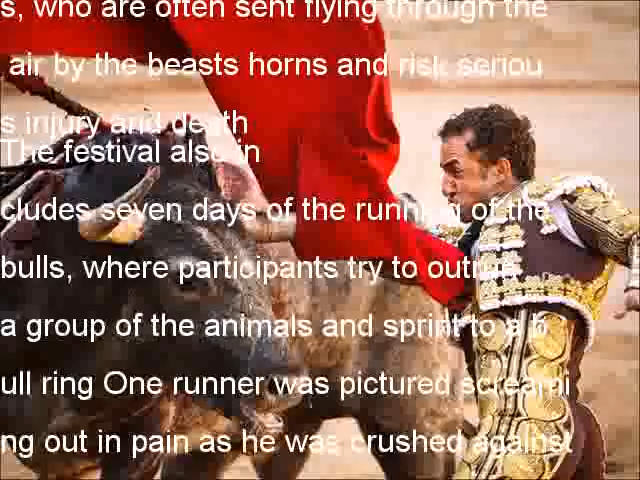 s, who are often sent flying through the
air by the beasts horns and risk seriou
s injury and death
The festival also in
cludes seven days of the running of the
bulls, where participants try to outrun
a group of the animals and sprint to a b
ull ring One runner was pictured screami
ng out in pain as he was crushed against